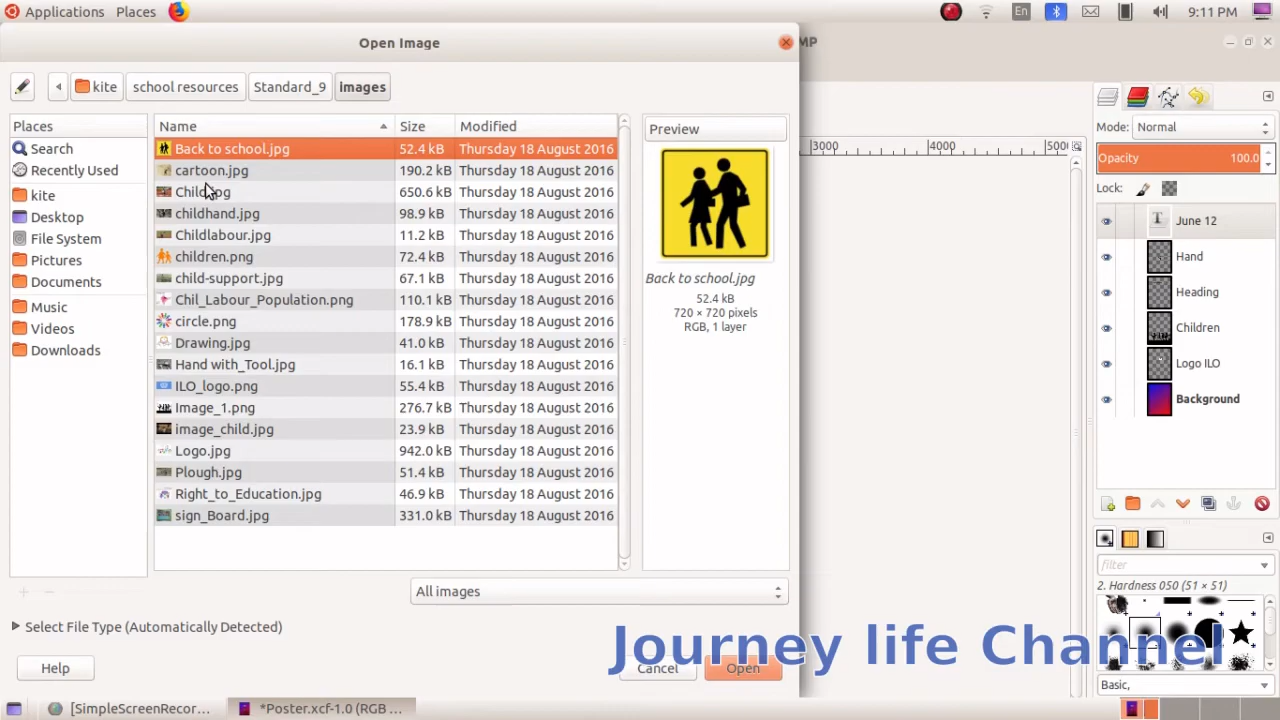 Applications Places En 9:11 PM
Open Image MP
kite school resources Standard_9 images
Places Name Size Modified Preview
Search
Recently Used
kite
Desktop
File System
Pictures
Documents
Music
Videos
Downloads
Back to school.jpg 52.4 kB Thursday 18 August 2016
cartoon.jpg 190.2 kB Thursday 18 August 2016
650.6 kB Thursday 18 August 2016
childhand.jpg 98.9 kB Thursday 18 August 2016
Childlabour.jpg 11.2 kB Thursday 18 August 2016
children.png 72.4 kB Thursday 18 August 2016
child-support.jpg 67.1 kB Thursday 18 August 2016
Chil_Labour_Population.png 110.1 kB Thursday 18 August 2016
circle.png 178.9 kB Thursday 18 August 2016
Drawing.jpg 41.0 kB Thursday 18 August 2016
Hand with_Tool.jpg 16.1 kB Thursday 18 August 2016
ILO_logo.png 55.4 kB Thursday 18 August 2016
Image_1.png 276.7 kB Thursday 18 August 2016
image_child.jpg 23.9 kB Thursday 18 August 2016
Logo.jpg 942.0 kB Thursday 18 August 2016
Plough.jpg 51.4 kB Thursday 18 August 2016
Right_to_Education.jpg 46.9 kB Thursday 18 August 2016
sign_Board.jpg 331.0 kB Thursday 18 August 2016
Back to school.jpg
52.4 kB
720 × 720 pixels
RGB, 1 layer
All images
Select File Type (Automatically Detected)
Help Cancel Open
3000 4000 500
Mode: Normal
Opacity 100.0
Lock:
T June 12
Hand
Heading
Children
Logo ILO
Background
filter
2. Hardness 050 (51 × 51)
Basic,
Journey life Channel
[SimpleScreenRecor... *Poster.xcf-1.0 (RGB ...